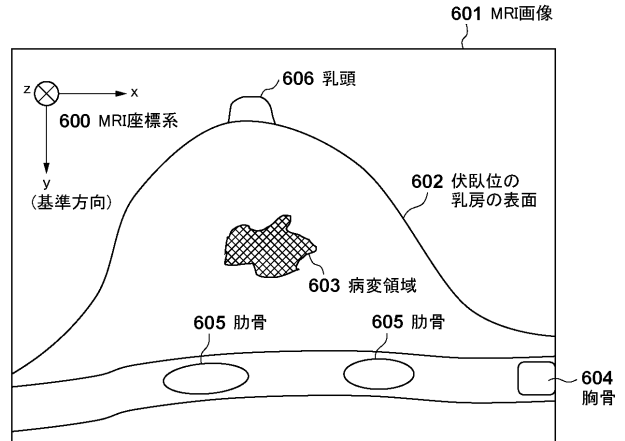 601 MRI画像
606 乳頭
z
x
600 MRI座標系
y
(基準方向)
602 伏臥位の
乳房の表面
603 病変領域
605 肋骨
605 肋骨
604
胸骨